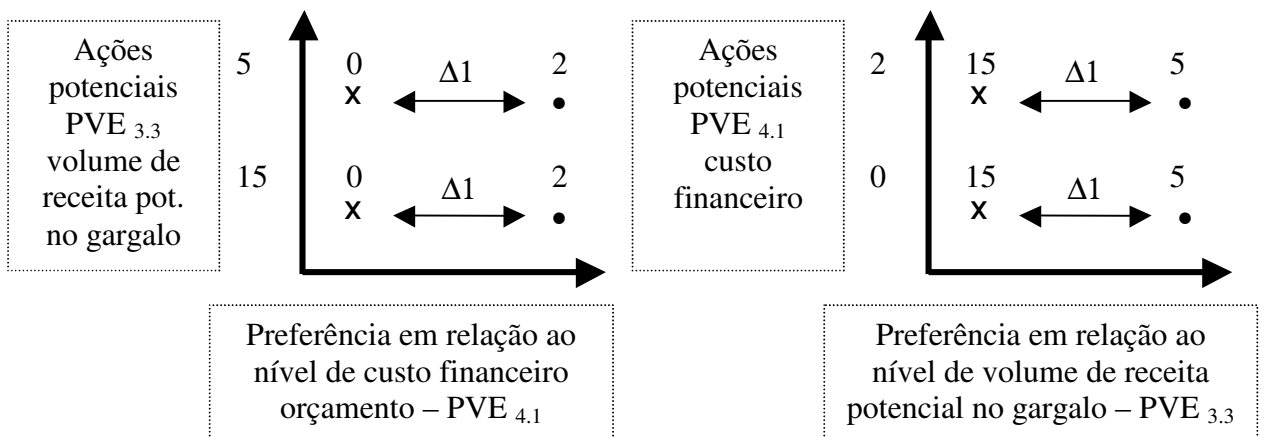 Ações
potenciais
PVE 3.3
volume de
receita pot.
no gargalo
5
0
Δ1
2
x
•
15
0
Δ1
2
x
•
Preferência em relação ao
nível de custo financeiro
orçamento – PVE 4.1
Ações
potenciais
PVE 4.1
custo
financeiro
2
15
Δ1
5
x
•
0
15
Δ1
5
x
•
Preferência em relação ao
nível de volume de receita
potencial no gargalo – PVE 3.3